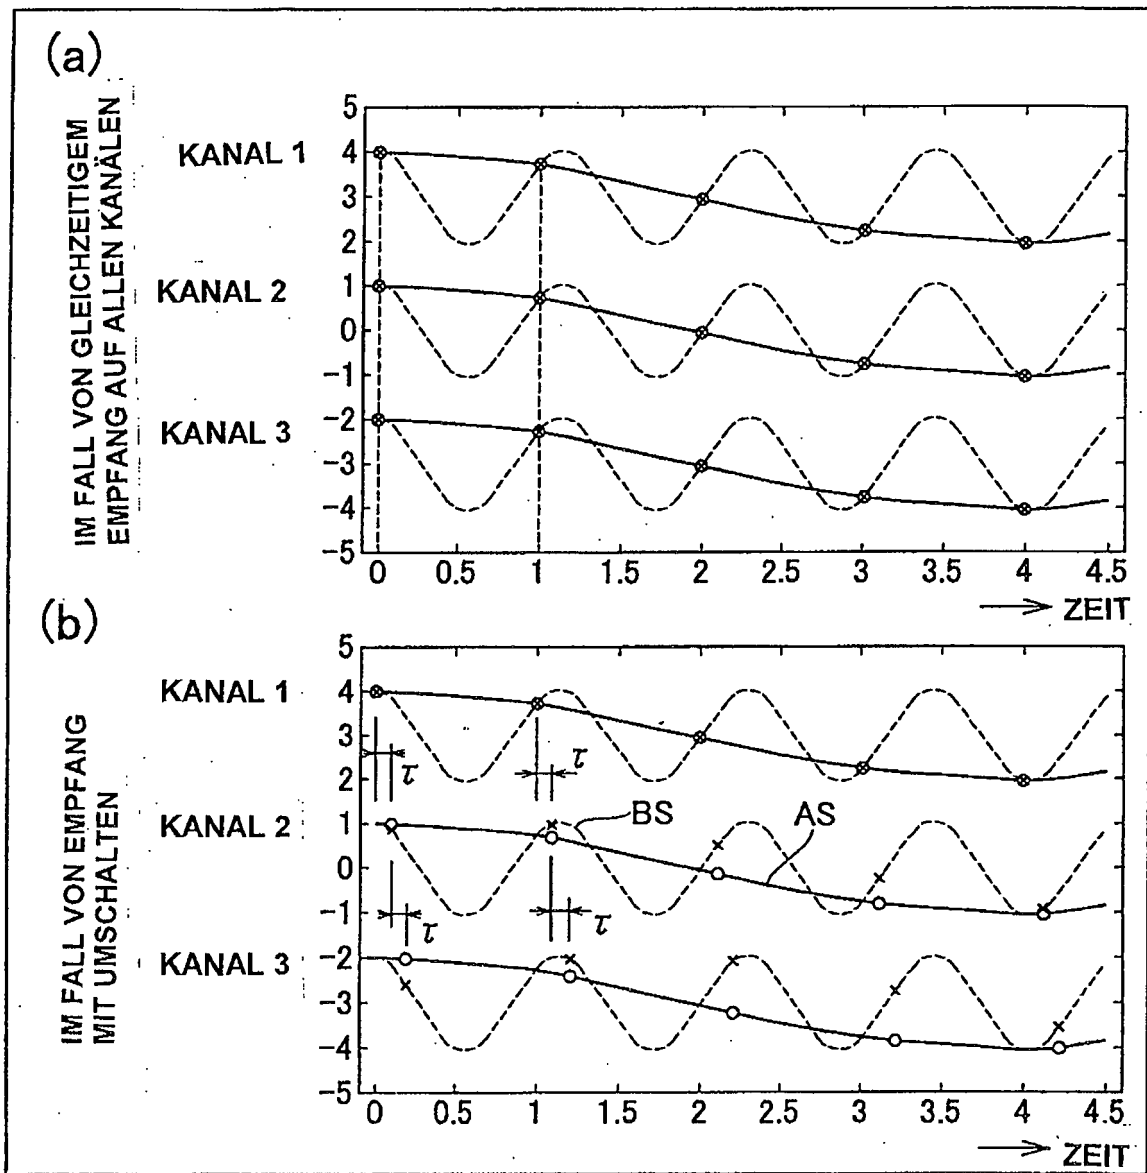 (a)
IM FALL VON GLEICHZEITIGEM
EMPFANG AUF ALLEN KANÄLEN
KANAL 1
KANAL 2
KANAL 3
5
4
3
2
1
0
−1
−2
−3
−4
−5
0 0.5 1 1.5 2 2.5 3 3.5 4 4.5
ZEIT
(b)
IM FALL VON EMPFANG
MIT UMSCHALTEN
KANAL 1
KANAL 2
KANAL 3
5
4
3
2
1
0
−1
−2
−3
−4
−5
τ
τ
BS
AS
τ
τ
0 0.5 1 1.5 2 2.5 3 3.5 4 4.5
ZEIT